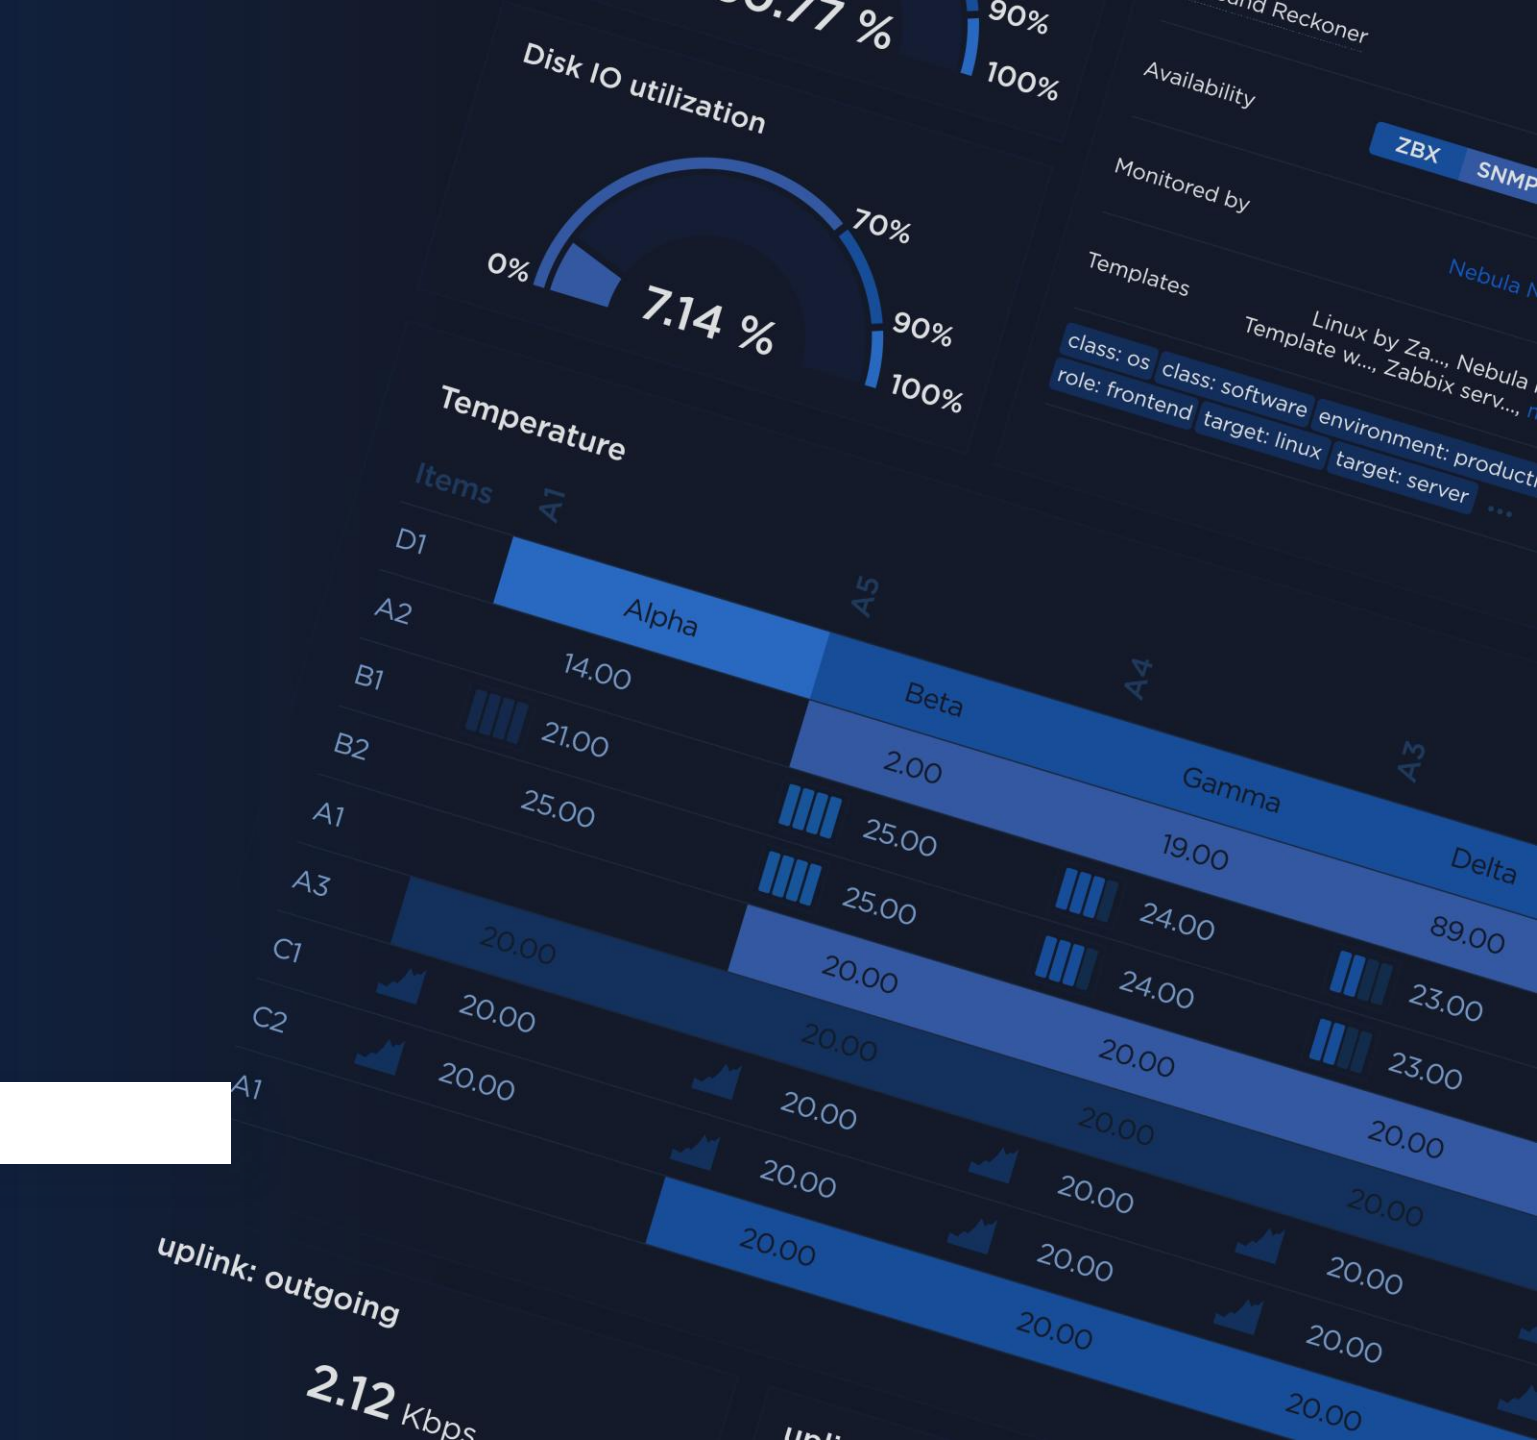 90%
100%
Disk IO utilization
0%
70%
90%
100%
7.14 %
Reckoner
Availability
ZBX
SNMP
Monitored by
Nebula
Templates
Linux by Za..., Nebula
Template w..., Zabbix serv...,
class: os class: software environment:
role: frontend target: linux target: server ...
Temperature
Items A1 A5 A4 A3
D1 Alpha Beta Gamma Delta
A2 14.00 2.00 19.00 89.00
B1 21.00 25.00 24.00 23.00
B2 25.00 25.00 24.00 23.00
A1 20.00 20.00 20.00
A3 20.00 20.00 20.00 20.00
C1 20.00 20.00 20.00 20.00
C2 20.00 20.00 20.00 20.00
A1 20.00 20.00 20.00
uplink: outgoing
2.12 Kbps